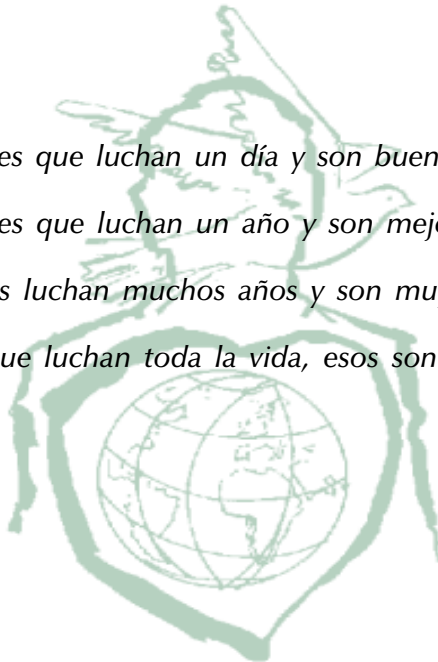 es que luchan un día y son buen
es que luchan un año y son mejo
s luchan muchos años y son mu
ue luchan toda la vida, esos son